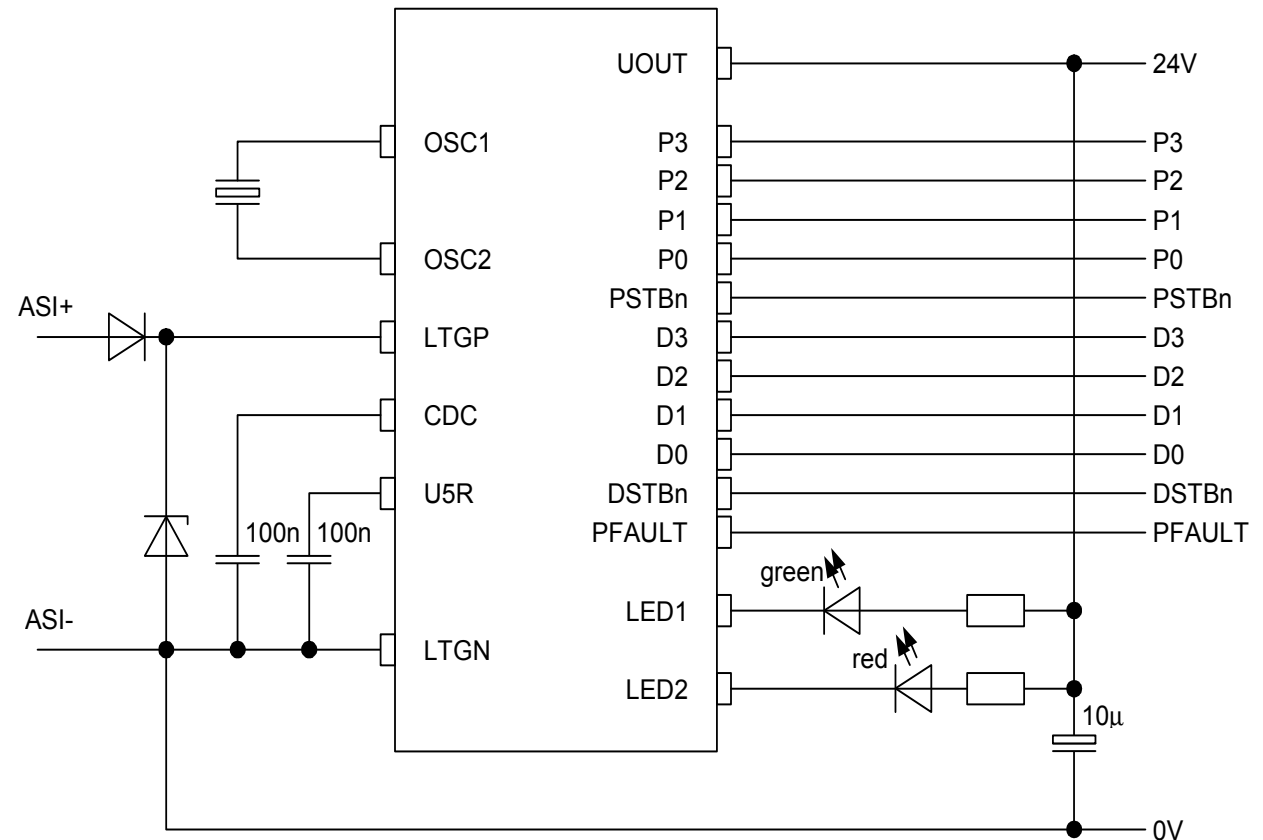 UOUT
24V
OSC1
P3
P3
P2
P2
P1
P1
OSC2
P0
P0
PSTBn
PSTBn
ASI+
LTGP
D3
D3
D2
D2
CDC
D1
D1
D0
D0
U5R
DSTBn
DSTBn
100n
100n
PFAULT
PFAULT
green
LED1
ASI-
LTGN
red
LED2
10µ
0V